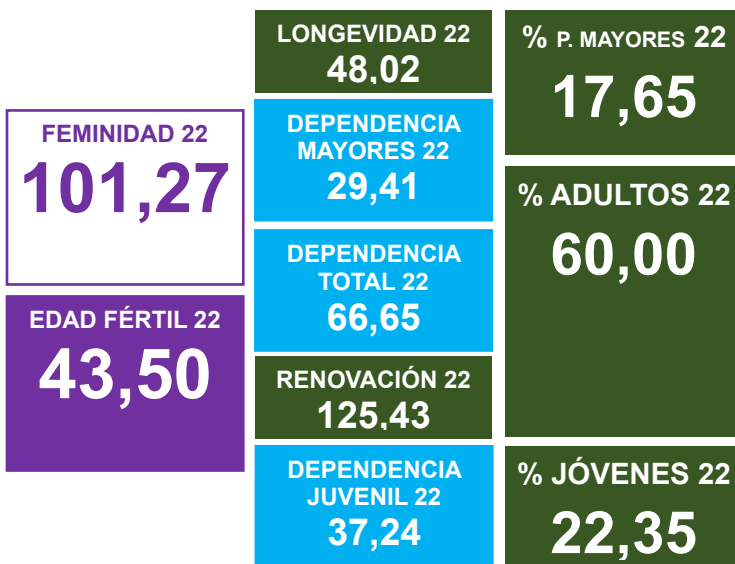 FEMINIDAD 22
101,27
EDAD FÉRTIL 22
43,50
LONGEVIDAD 22
48,02
DEPENDENCIA
MAYORES 22
29,41
DEPENDENCIA
TOTAL 22
66,65
RENOVACIÓN 22
125,43
DEPENDENCIA
JUVENIL 22
37,24
% P. MAYORES 22
17,65
% ADULTOS 22
60,00
% JÓVENES 22
22,35